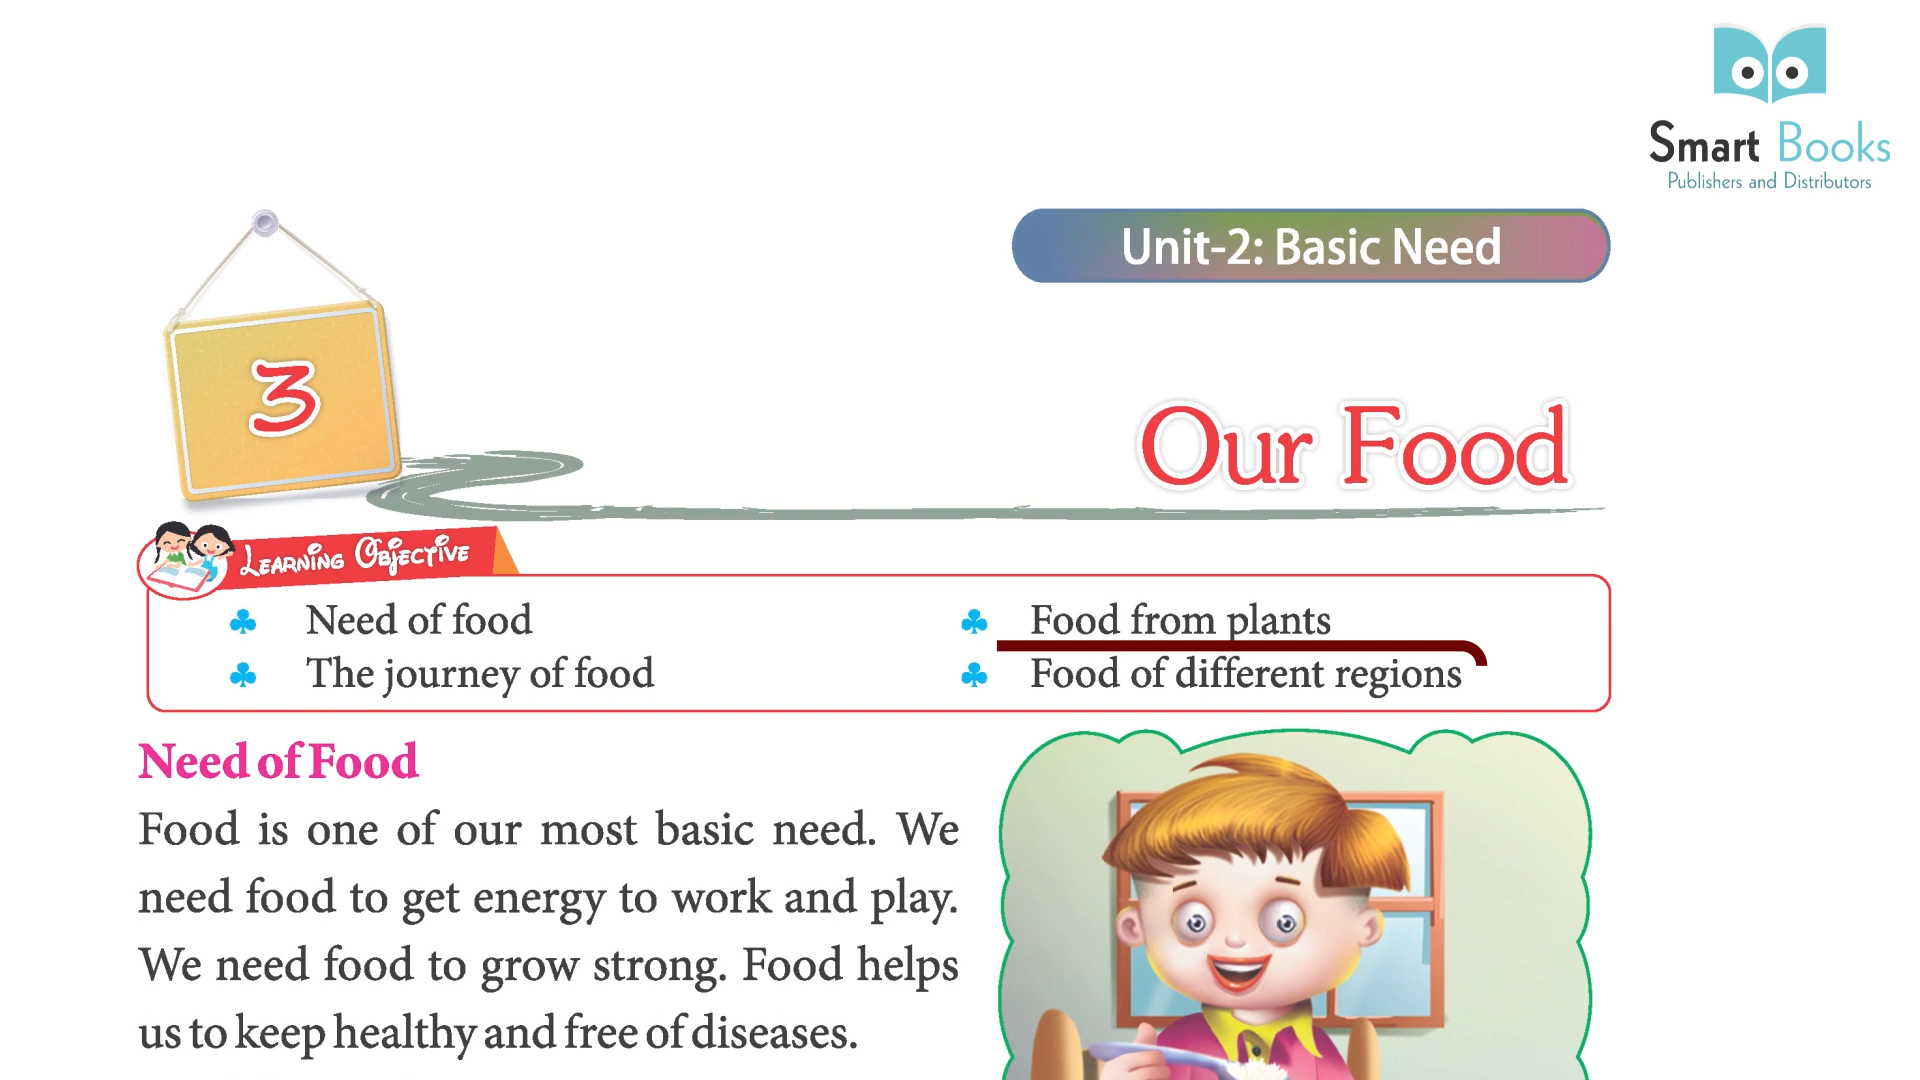 Smart Books
Publishers and Distributors
Unit-2: Basic Need
3
Our Food
Learning Objective
Need of food
Food from plants
The journey of food
Food of different regions
Need of Food
Food is one of our most basic need. We
need food to get energy to work and play.
We need food to grow strong. Food helps
us to keep healthy and free of diseases.